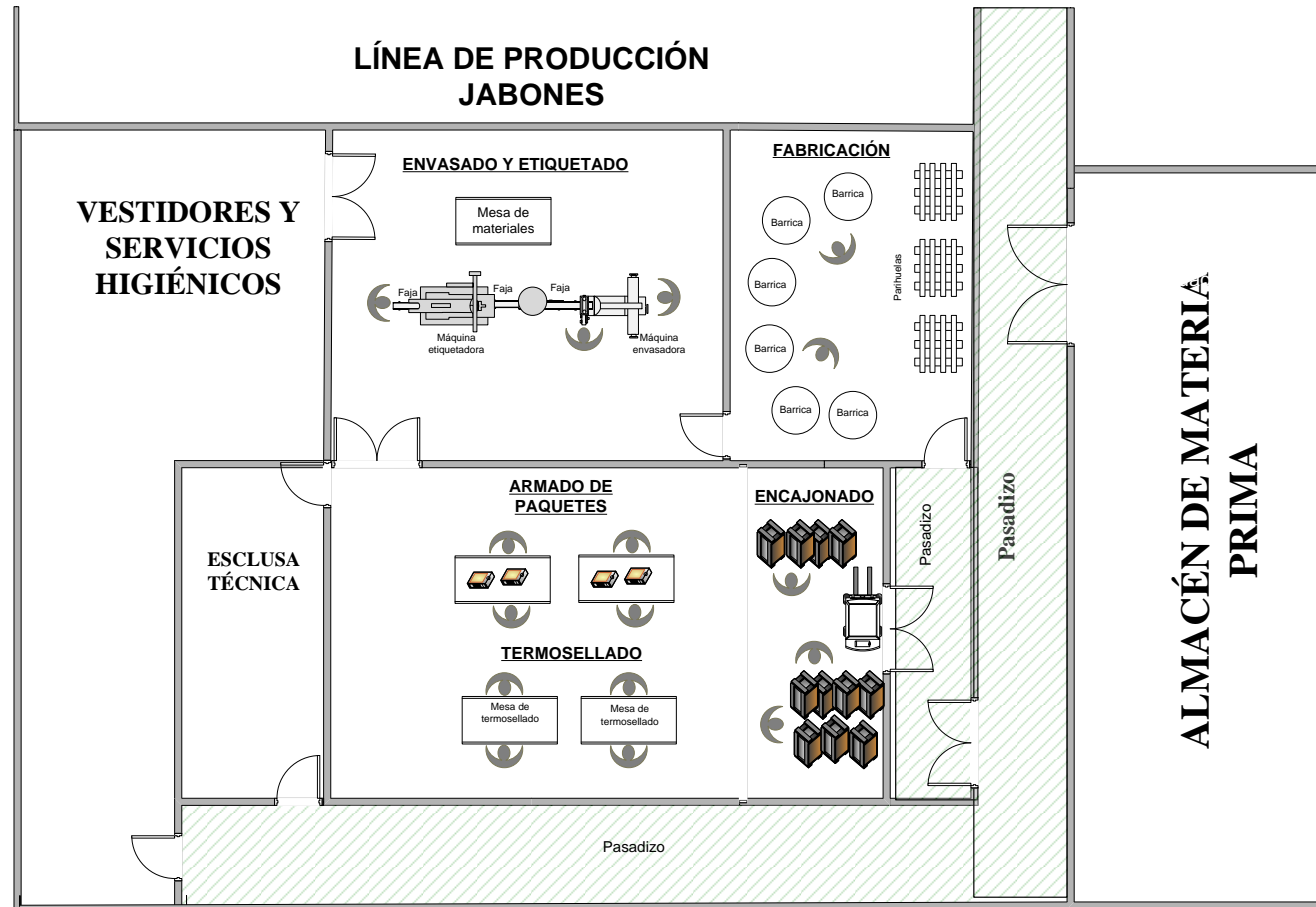 LÍNEA DE PRODUCCIÓN
JABONES
VESTIDORES Y
SERVICIOS
HIGIÉNICOS
ENVASADO Y ETIQUETADO
Mesa de
materiales
Faja
Faja
Faja
Máquina
etiquetadora
Máquina
envasadora
FABRICACIÓN
Barrica
Barrica
Barrica
Barrica
Barrica
Barrica
Parihuelas
ESCLUSA
TÉCNICA
ARMADO DE
PAQUETES
TERMOSELLADO
Mesa de
termosellado
Mesa de
termosellado
ENCAJONADO
Pasadizo
Pasadizo
Pasadizo
ALMACÉN DE MATERIA
PRIMA